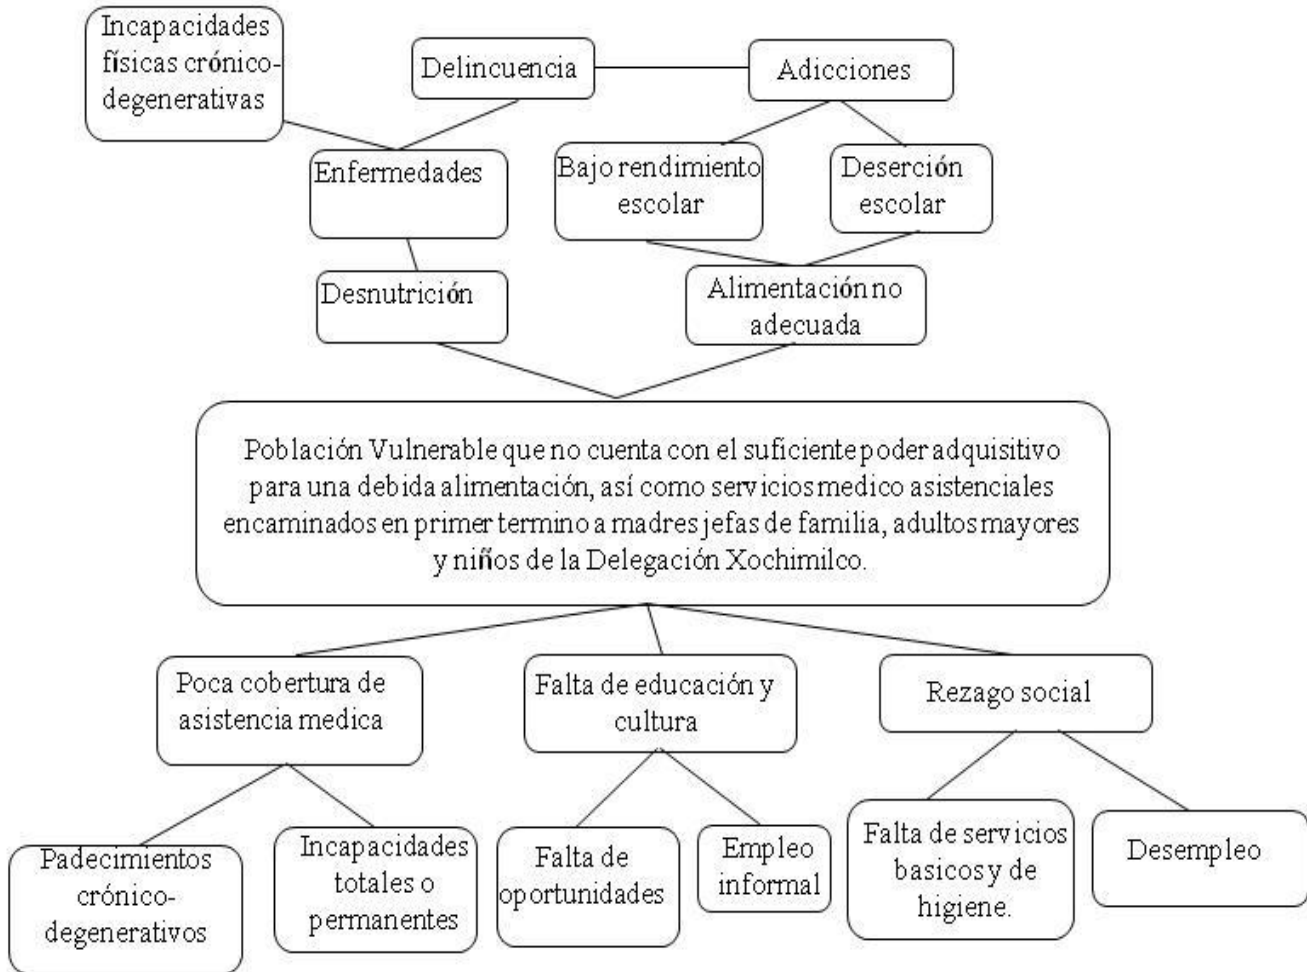 Incapacidades
físicas crónico-
degenerativas
Delincuencia
Adicciones
Enfermedades
Bajo rendimiento
escolar
Deserción
escolar
Desnutrición
Alimentación no
adecuada
Población Vulnerable que no cuenta con el suficiente poder adquisitivo
para una debida alimentación, así como servicios medico asistenciales
encaminados en primer termino a madres jefas de familia, adultos mayores
y niños de la Delegación Xochimilco.
Poca cobertura de
asistencia medica
Falta de educación y
cultura
Rezago social
Padecimientos
crónico-
degenerativos
Incapacidades
totales o
permanentes
Falta de
oportunidades
Empleo
informal
Falta de servicios
basicos y de
higiene.
Desempleo